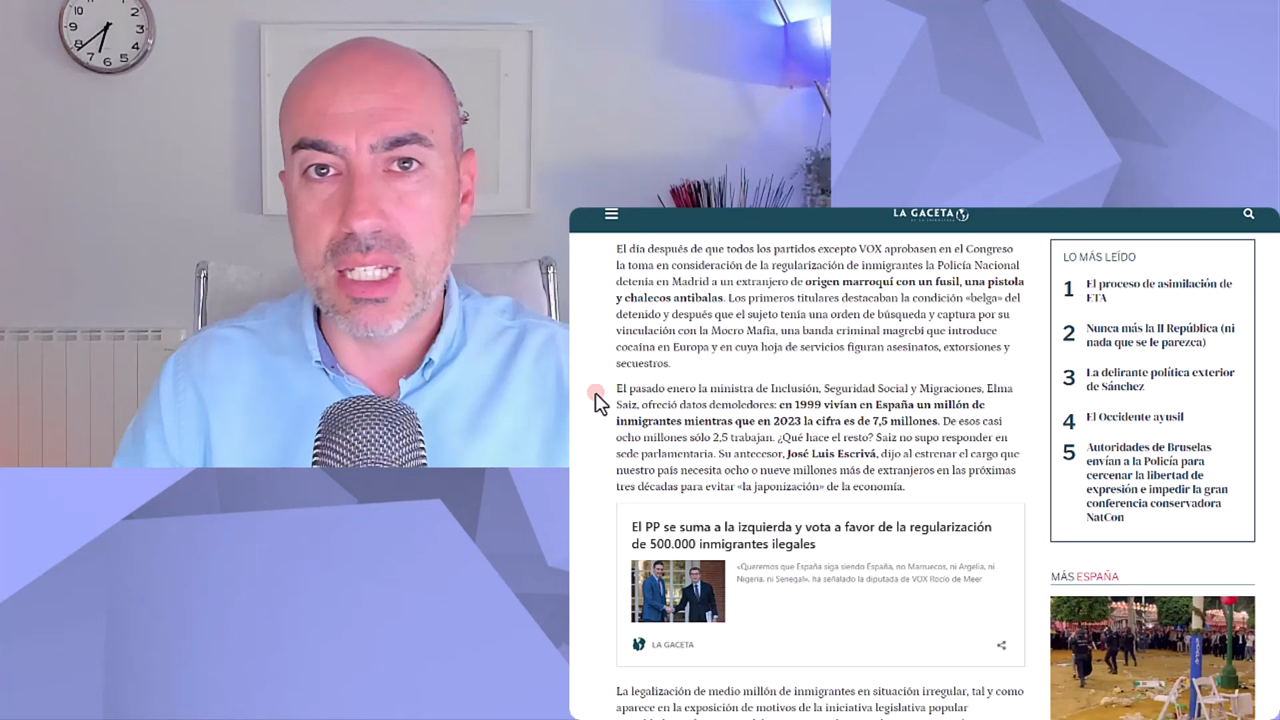 10
2
3
9
4
8
7
6
5
LA GACETA
El día después de que todos los partidos excepto VOX aprobasen en el Congreso
la toma en consideración de la regularización de inmigrantes la Policía Nacional
detenía en Madrid a un extranjero de origen marroquí con un fusil, una pistola
y chalecos antibalas. Los primeros titulares destacaban la condición «belga» del
detenido y después que el sujeto tenía una orden de búsqueda y captura por su
vinculación con la Mocro Mafia, una banda criminal magrebí que introduce
cocaína en Europa y en cuya hoja de servicios figuran asesinatos, extorsiones y
secuestros.
El pasado enero la ministra de Inclusión, Seguridad Social y Migraciones, Elma
Saiz, ofreció datos demoledores: en 1999 vivían en España un millón de
inmigrantes mientras que en 2023 la cifra es de 7,5 millones. De esos casi
ocho millones sólo 2,5 trabajan. ¿Qué hace el resto? Saiz no supo responder en
sede parlamentaria. Su antecesor, José Luis Escrivá, dijo al estrenar el cargo que
nuestro país necesita ocho o nueve millones más de extranjeros en las próximas
tres décadas para evitar «la japonización» de la economía.
El PP se suma a la izquierda y vota a favor de la regularización
de 500.000 inmigrantes ilegales
«Queremos que España siga siendo España, no Marruecos, ni Argelia, ni
Nigeria, ni Senegal», ha señalado la diputada de VOX Rocío de Meer
LA GACETA
La legalización de medio millón de inmigrantes en situación irregular, tal y como
aparece en la exposición de motivos de la iniciativa legislativa popular
LO MÁS LEÍDO
1 El proceso de asimilación de
ETA
2 Nunca más la II República (ni
nada que se le parezca)
3 La delirante política exterior
de Sánchez
4 El Occidente ayusil
5 Autoridades de Bruselas
envían a la Policía para
cercenar la libertad de
expresión e impedir la gran
conferencia conservadora
NatCon
MÁS ESPAÑA